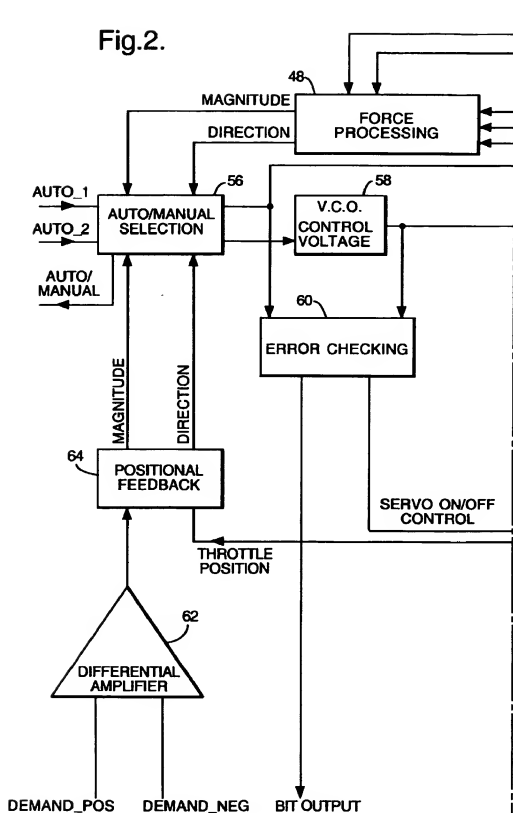 Fig.2.
48
MAGNITUDE
FORCE
PROCESSING
DIRECTION
56
58
AUTO_1
AUTO/MANUAL
SELECTION
V.C.O.
CONTROL
VOLTAGE
AUTO_2
AUTO/
MANUAL
60
ERROR CHECKING
MAGNITUDE
DIRECTION
64
POSITIONAL
FEEDBACK
SERVO ON/OFF
CONTROL
THROTTLE
POSITION
62
DIFFERENTIAL
AMPLIFIER
DEMAND_POS
DEMAND_NEG
BIT OUTPUT